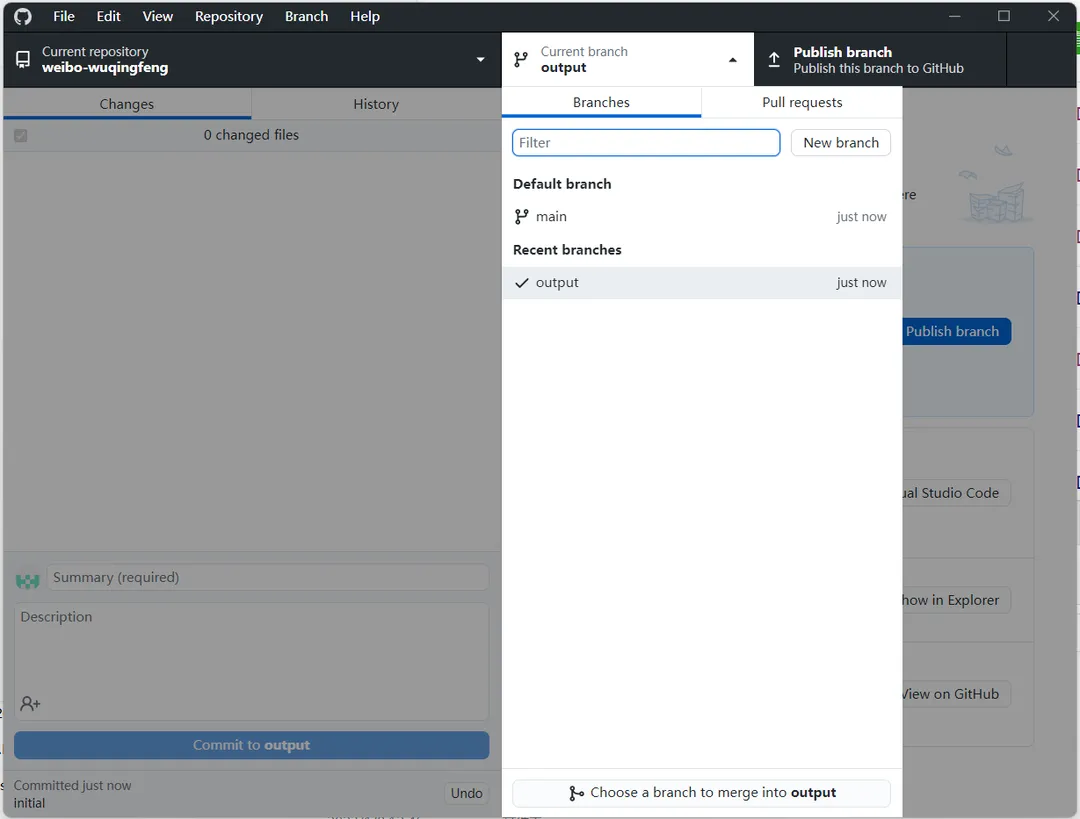 File Edit View Repository Branch Help
Current repository
weibo-wuqingfeng
Current branch
output
Publish branch
Publish this branch to GitHub
Changes History
Branches Pull requests
0 changed files
Filter
New branch
Default branch
main just now
Recent branches
output just now
Publish branch
Studio Code
in Explorer
View on GitHub
Summary (required)
Description
Commit to output
Committed just now
initial
Undo
Choose a branch to merge into output